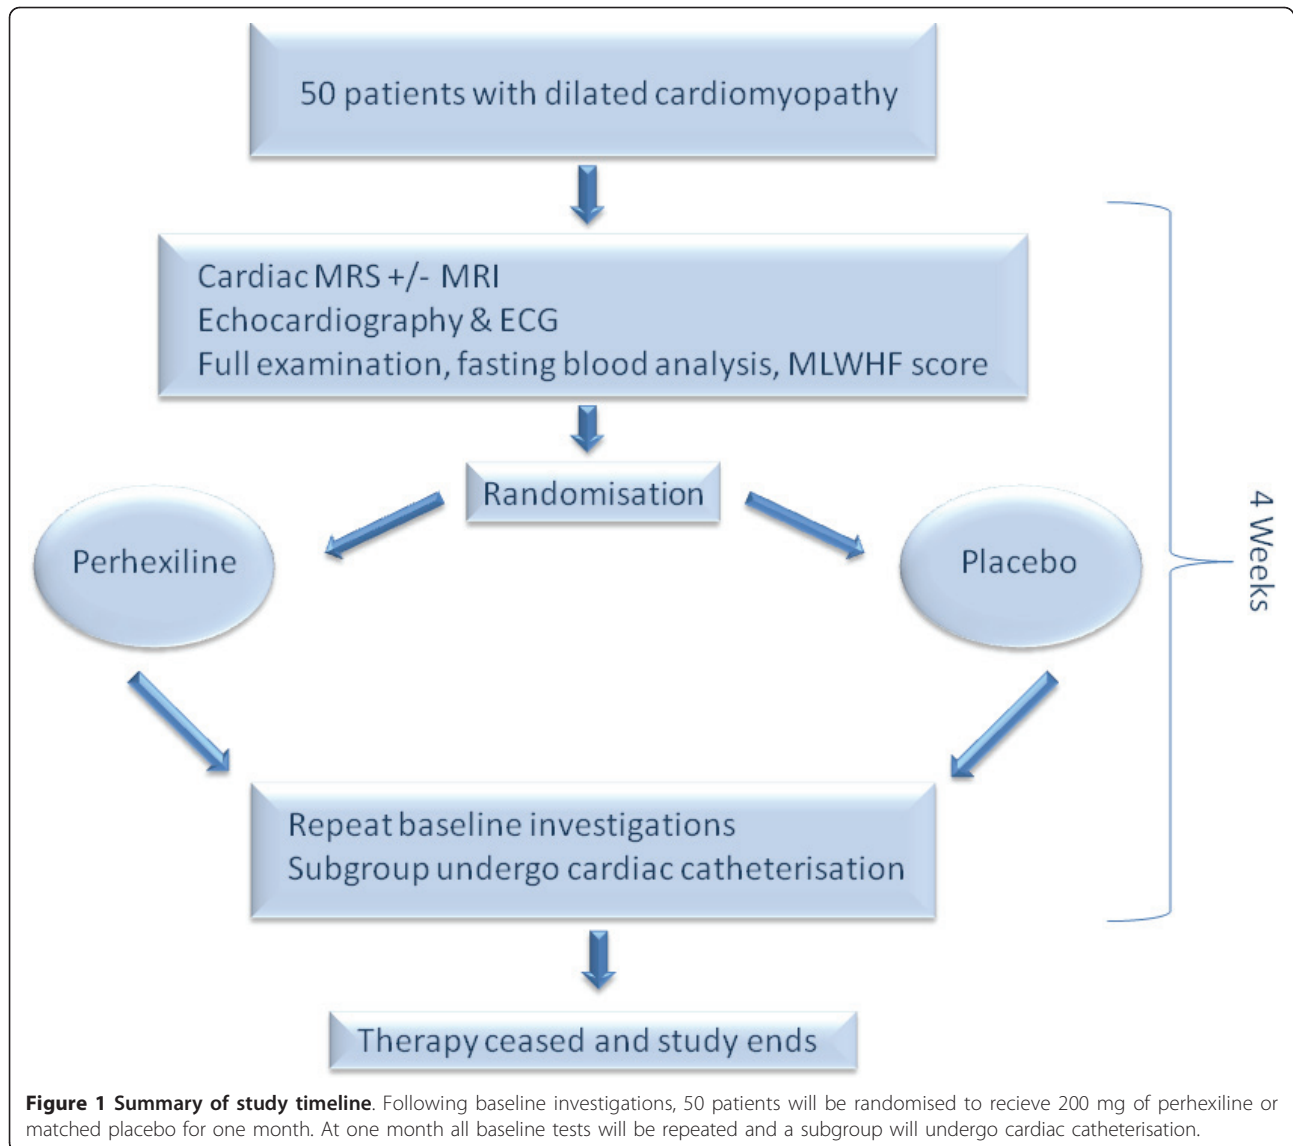 50 patients with dilated cardiomyopathy
Cardiac MRS +/- MRI
Echocardiography & ECG
Full examination, fasting blood analysis, MLWHF score
Randomisation
Perhexiline
Placebo
4 Weeks
Repeat baseline investigations
Subgroup undergo cardiac catheterisation
Therapy ceased and study ends
Figure 1 Summary of study timeline. Following baseline investigations, 50 patients will be randomised to recieve 200 mg of perhexiline or
matched placebo for one month. At one month all baseline tests will be repeated and a subgroup will undergo cardiac catheterisation.